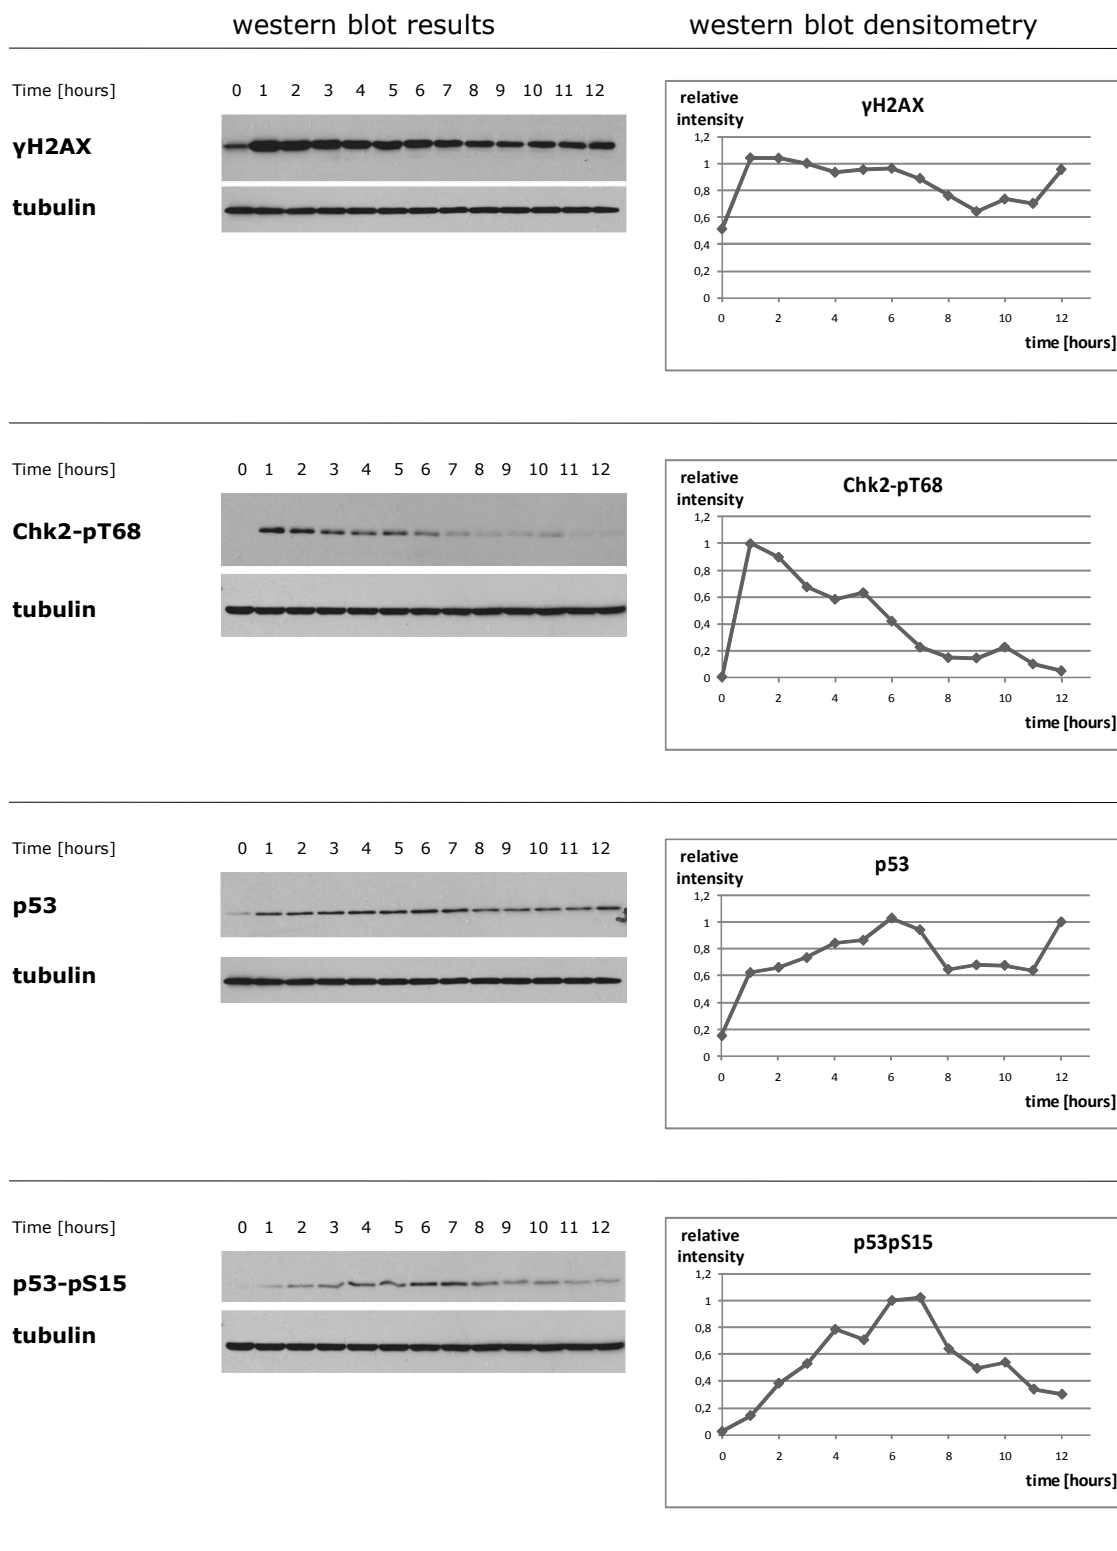 western blot results western blot densitometry
Time [hours] 0 1 2 3 4 5 6 7 8 9 10 11 12
γH2AX
tubulin
relative intensity
γH2AX
1,2
1
0,8
0,6
0,4
0,2
0
0 2 4 6 8 10 12
time [hours]
Time [hours] 0 1 2 3 4 5 6 7 8 9 10 11 12
Chk2-pT68
tubulin
relative intensity
Chk2-pT68
1,2
1
0,8
0,6
0,4
0,2
0
0 2 4 6 8 10 12
time [hours]
Time [hours] 0 1 2 3 4 5 6 7 8 9 10 11 12
p53
tubulin
relative intensity
p53
1,2
1
0,8
0,6
0,4
0,2
0
0 2 4 6 8 10 12
time [hours]
Time [hours] 0 1 2 3 4 5 6 7 8 9 10 11 12
p53-pS15
tubulin
relative intensity
p53pS15
1,2
1
0,8
0,6
0,4
0,2
0
0 2 4 6 8 10 12
time [hours]